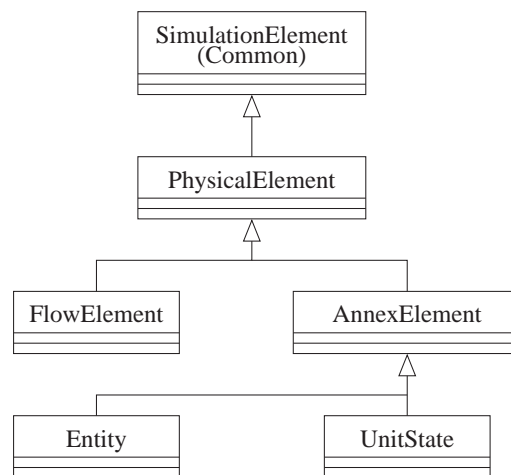 SimulationElement
(Common)
PhysicalElement
FlowElement
AnnexElement
Entity
UnitState